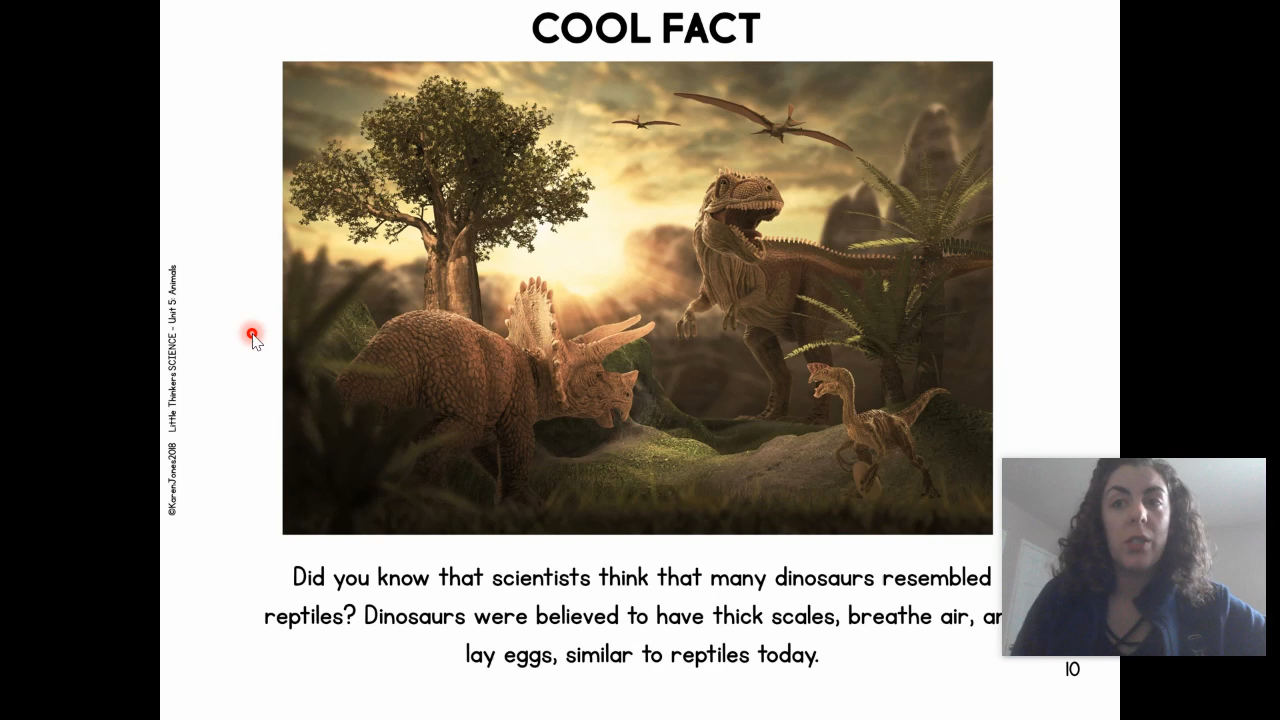 COOL FACT
©KarenJones2018 Little Thinkers SCIENCE - Unit 5: Animals
Did you know that scientists think that many dinosaurs resembled
reptiles? Dinosaurs were believed to have thick scales, breathe air,
lay eggs, similar to reptiles today.
10